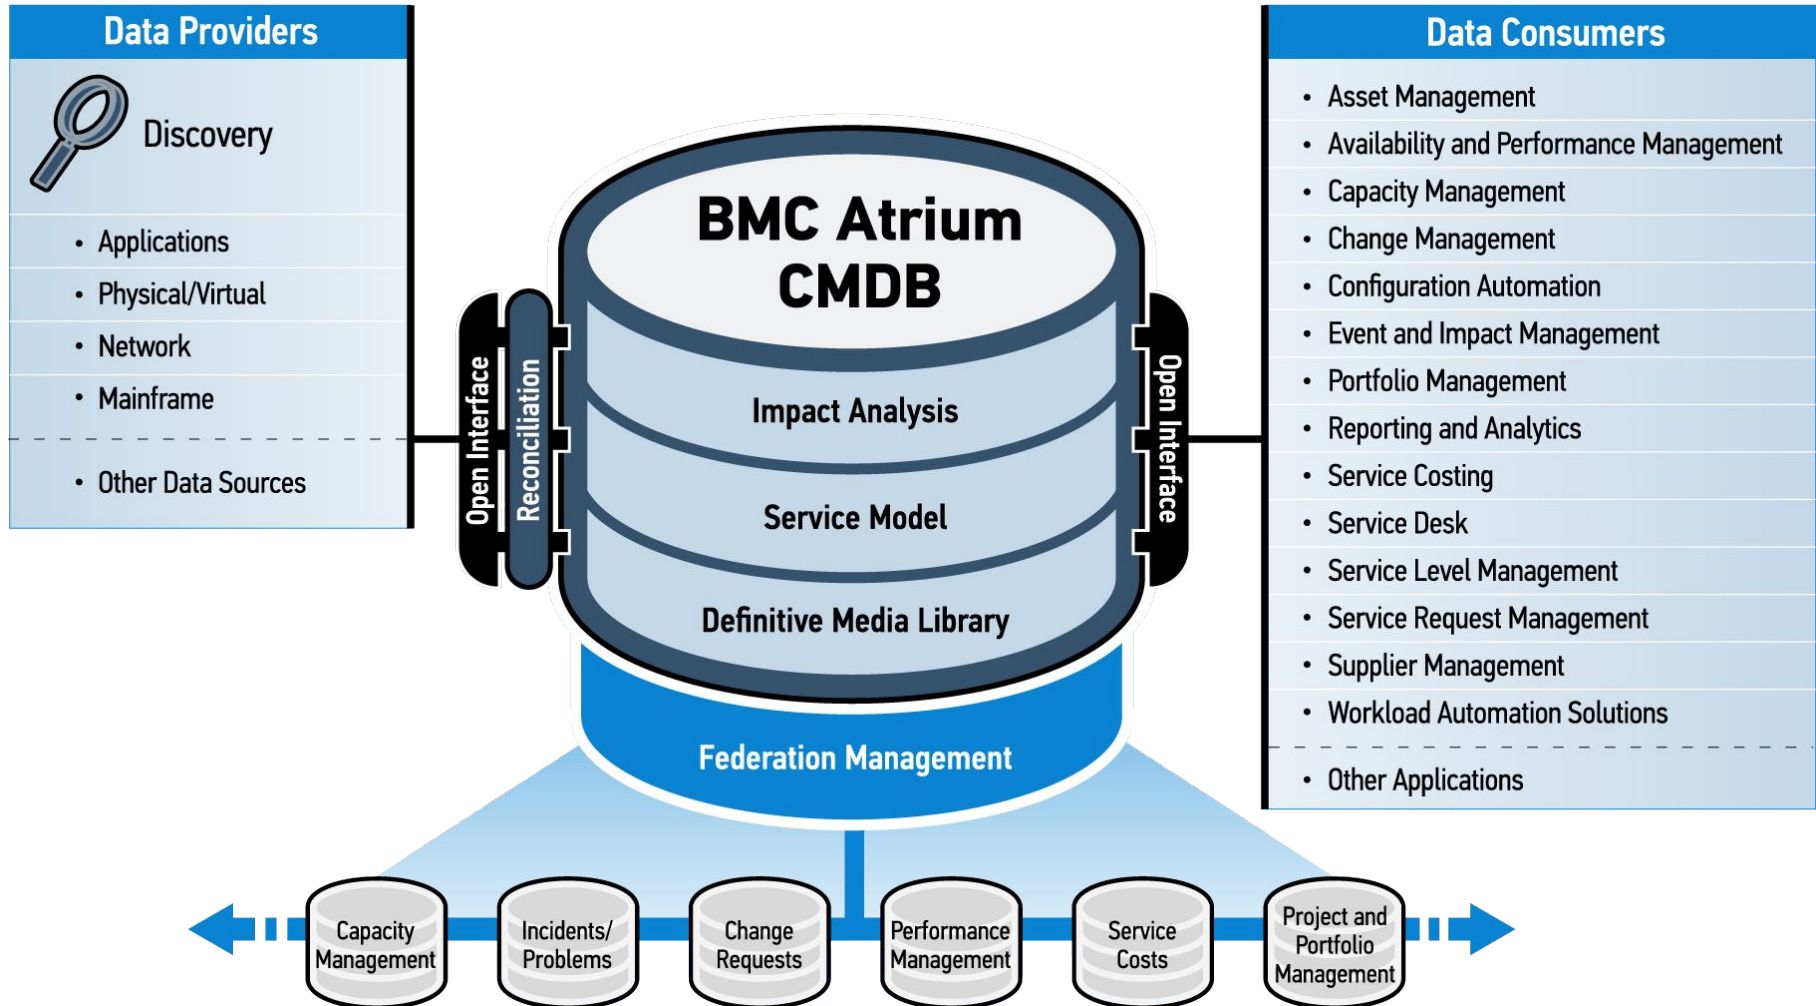 Data Providers
Discovery
• Applications
• Physical/Virtual
• Network
• Mainframe
• Other Data Sources
Open Interface
Reconciliation
BMC Atrium
CMDB
Impact Analysis
Service Model
Definitive Media Library
Federation Management
Open Interface
Data Consumers
• Asset Management
• Availability and Performance Management
• Capacity Management
• Change Management
• Configuration Automation
• Event and Impact Management
• Portfolio Management
• Reporting and Analytics
• Service Costing
• Service Desk
• Service Level Management
• Service Request Management
• Supplier Management
• Workload Automation Solutions
• Other Applications
Capacity
Management
Incidents/
Problems
Change
Requests
Performance
Management
Service
Costs
Project and
Portfolio
Management